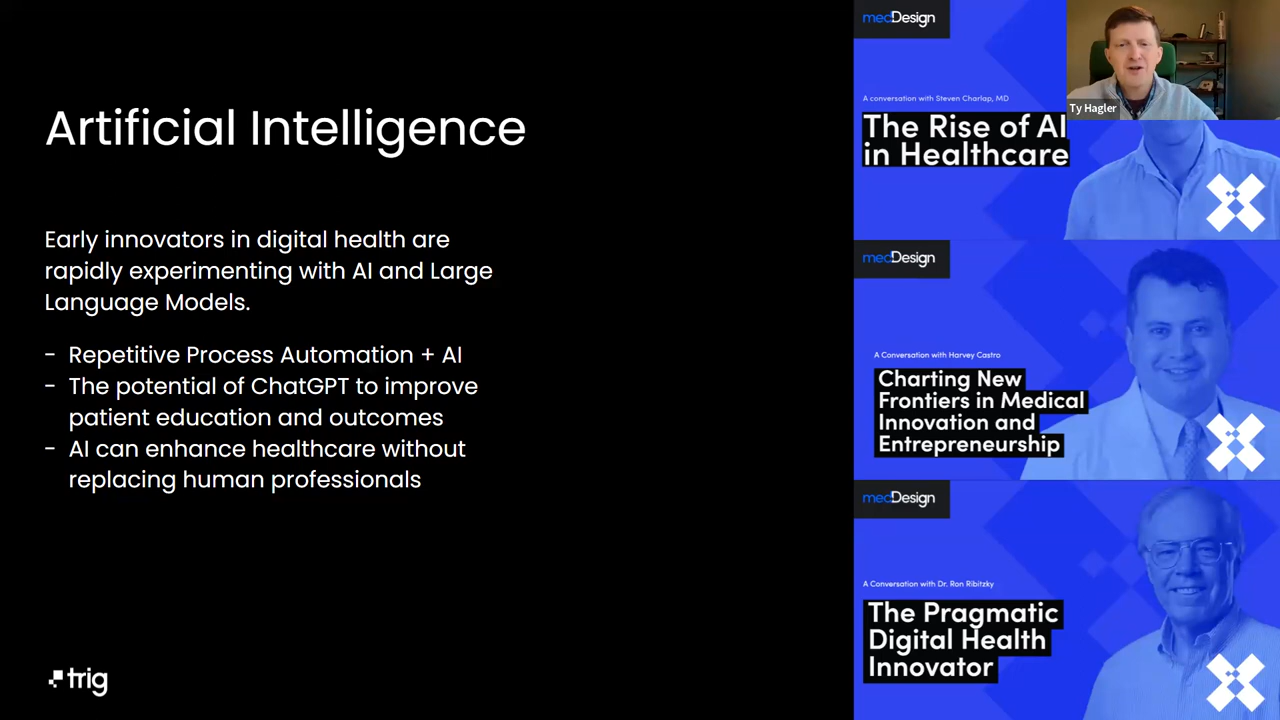 Artificial Intelligence
Early innovators in digital health are
rapidly experimenting with AI and Large
Language Models.
- Repetitive Process Automation + AI
- The potential of ChatGPT to improve
patient education and outcomes
- AI can enhance healthcare without
replacing human professionals
trig
medDesign
A conversation with Steven Charlap, MD
The Rise of AI
in Healthcare
Ty Hagler
medDesign
A Conversation with Harvey Castro
Charting New
Frontiers in Medical
Innovation and
Entrepreneurship
medDesign
A Conversation with Dr. Ron Ribitzky
The Pragmatic
Digital Health
Innovator